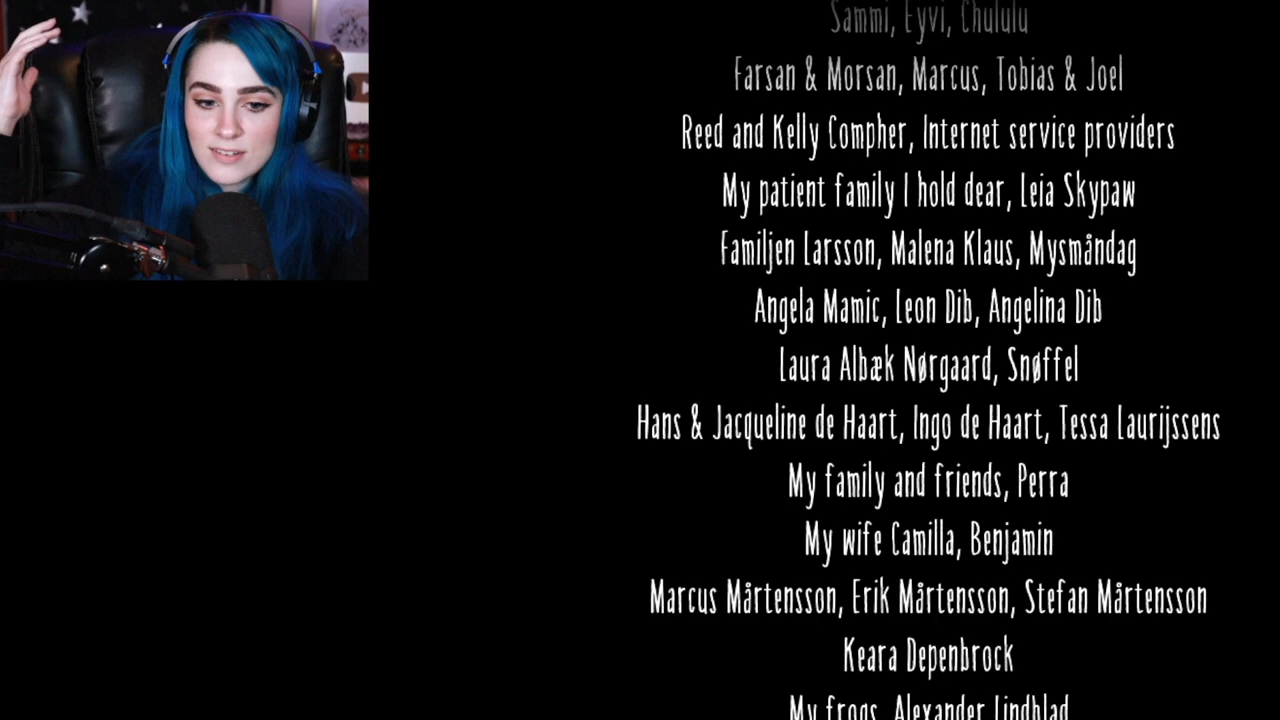 Sammi, Eyvi, Chululu
Farsan & Morsan, Marcus, Tobias & Joel
Reed and Kelly Compher, Internet service providers
My patient family I hold dear, Leia Skypaw
Familjen Larsson, Malena Klaus, Mysmåndag
Angela Mamic, Leon Dib, Angelina Dib
Laura Albæk Nørgaard, Snøffel
Hans & Jacqueline de Haart, Ingo de Haart, Tessa Laurijssens
My family and friends, Perra
My wife Camilla, Benjamin
Marcus Mårtensson, Erik Mårtensson, Stefan Mårtensson
Keara Depenbrock
My frogs, Alexander Lindblad